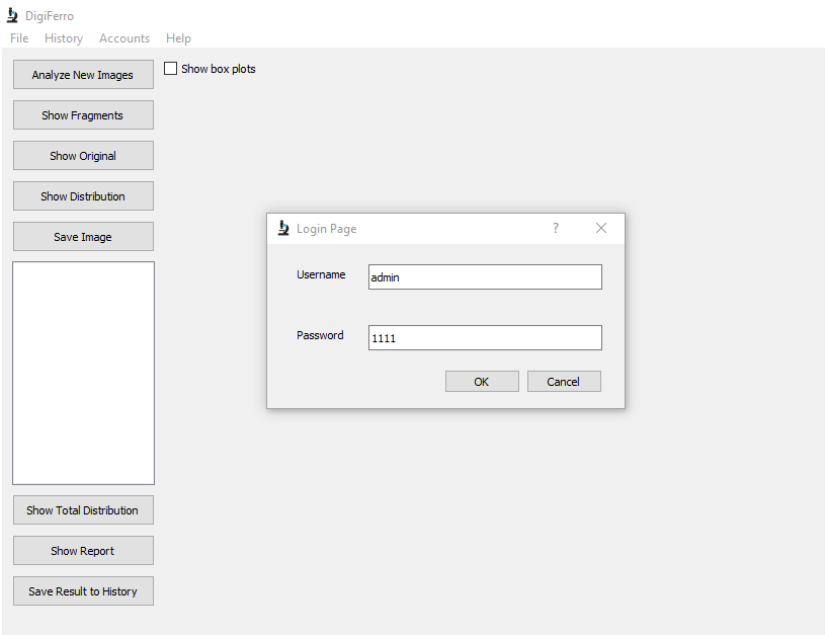 DigiFerro
File History Accounts Help
Analyze New Images
Show box plots
Show Fragments
Show Original
Show Distribution
Save Image
Login Page ?
Username admin
Password 1111
OK Cancel
Show Total Distribution
Show Report
Save Result to History